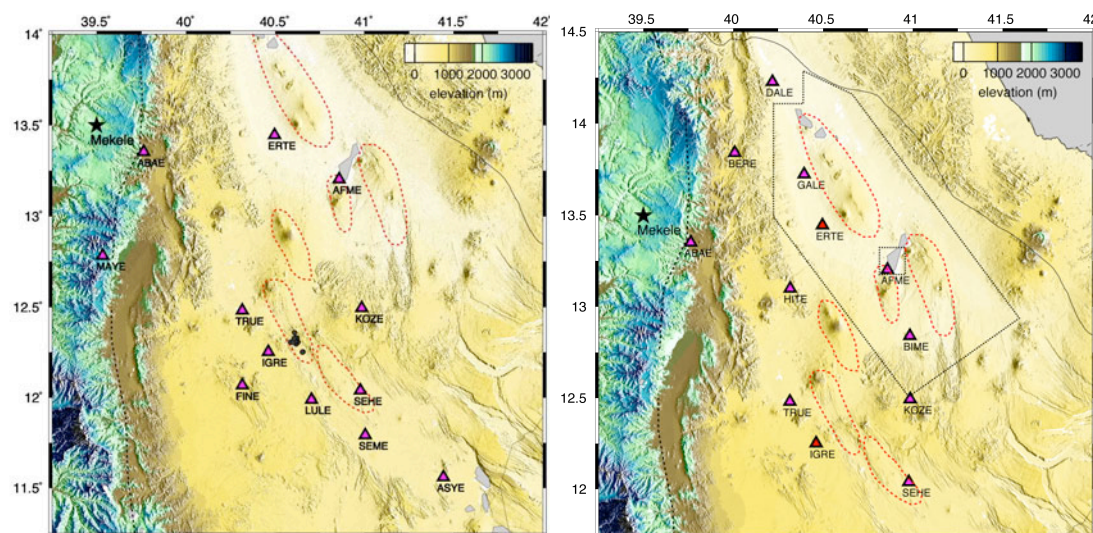 39.5 40 40.5 41 41.5 42
14˚
13.5
13
12.5
12
11.5
0 1000 2000 3000
elevation (m)
Mekele
ABAE
ERTE
AFME
MAYE
TRUE
KOZE
IGRE
FINE
LULE
SEHE
SEME
ASYE
39.5 40 40.5 41 41.5 42
14.5
14
13.5
13
12.5
12
0 1000 2000 3000
elevation (m)
DALE
BERE
GALE
ERTE
Mekele
ABAE
AFME
HITE
BIME
TRUE
KOZE
IGRE
SEHE